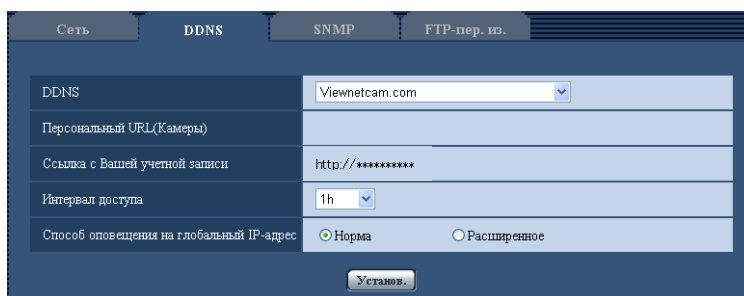 Сеть DDNS SNMP FTP-пер. из.
DDNS Viewnetcam.com
Персональный URL(Камеры)
Ссылка с Вашей учетной записи http://**********
Интервал доступа 1h
Способ оповещения на глобальный IP-адрес Норма Расширенное
Установ.